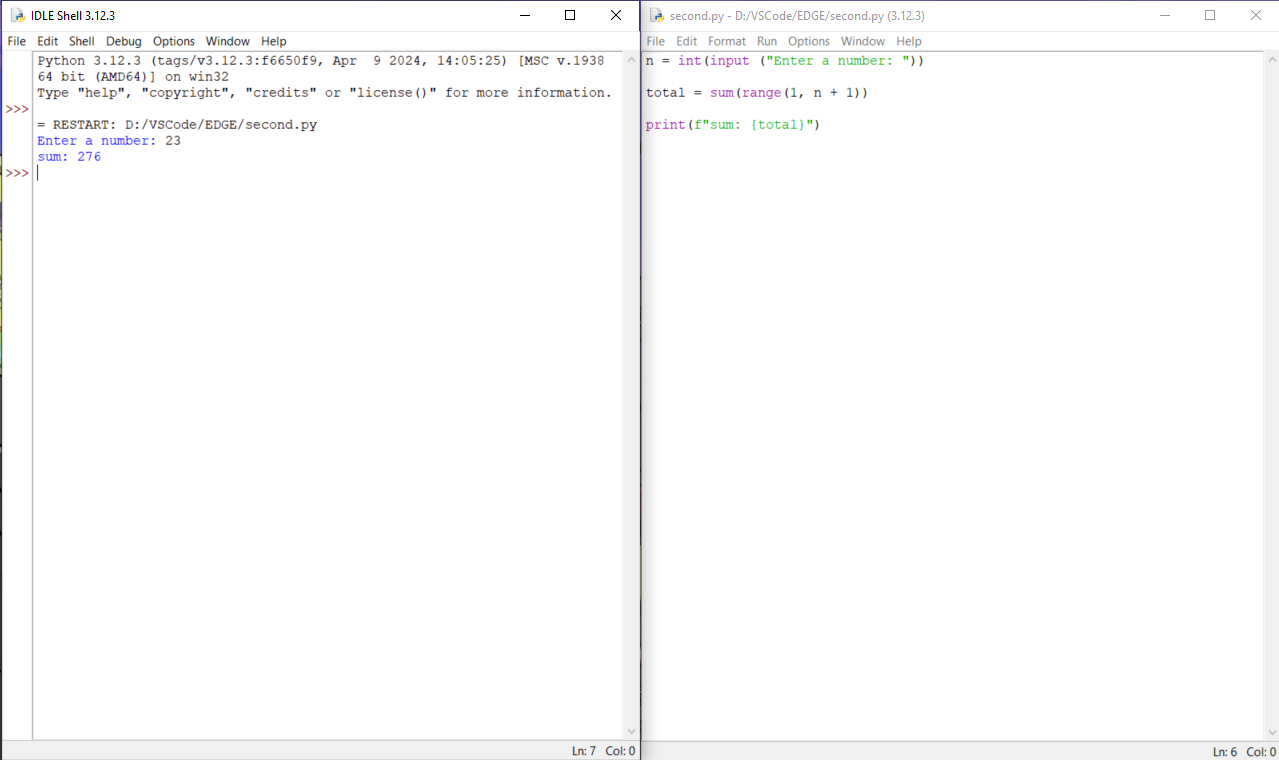 IDLE Shell 3.12.3
File Edit Shell Debug Options Window Help
Python 3.12.3 (tags/v3.12.3:f6650f9, Apr  9 2024, 14:05:25) [MSC v.1938
64 bit (AMD64)] on win32
Type "help", "copyright", "credits" or "license()" for more information.
>>>
= RESTART: D:/VSCode/EDGE/second.py
Enter a number: 23
sum: 276
>>>
Ln: 7 Col: 0
second.py - D:/VSCode/EDGE/second.py (3.12.3)
File Edit Format Run Options Window Help
n = int(input ("Enter a number: "))
total = sum(range(1, n + 1))
print(f"sum: {total}")
Ln: 6 Col: 0